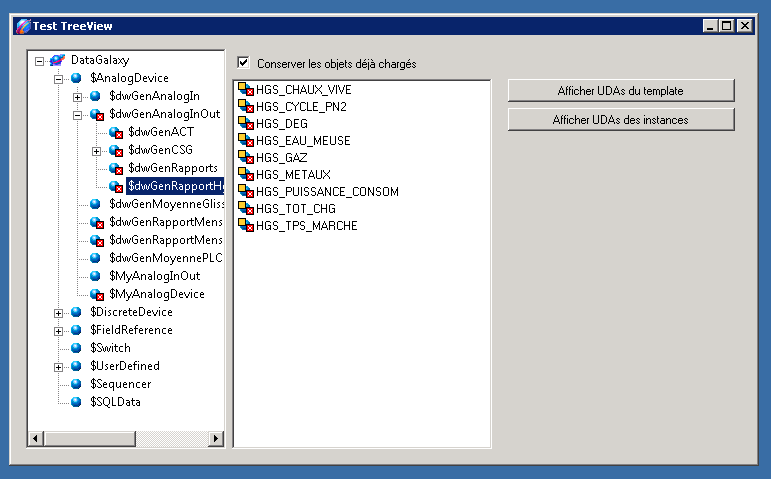 Test TreeView
DataGalaxy
$AnalogDevice
$dwGenAnalogIn
$dwGenAnalogInOut
$dwGenACT
$dwGenCSG
$dwGenRapports
$dwGenRapportH
$dwGenMoyenneGliss
$dwGenRapportMens
$dwGenRapportMens
$dwGenMoyennePLC
$MyAnalogInOut
$MyAnalogDevice
$DiscreteDevice
$FieldReference
$Switch
$UserDefined
$Sequencer
$SQLData
Conserver les objets déjà chargés
HGS_CHAUX_VIVE
HGS_CYCLE_PN2
HGS_DEG
HGS_EAU_MEUSE
HGS_GAZ
HGS_METAUX
HGS_PUISSANCE_CONSOM
HGS_TOT_CHG
HGS_TPS_MARCHE
Afficher UDAs du template
Afficher UDAs des instances